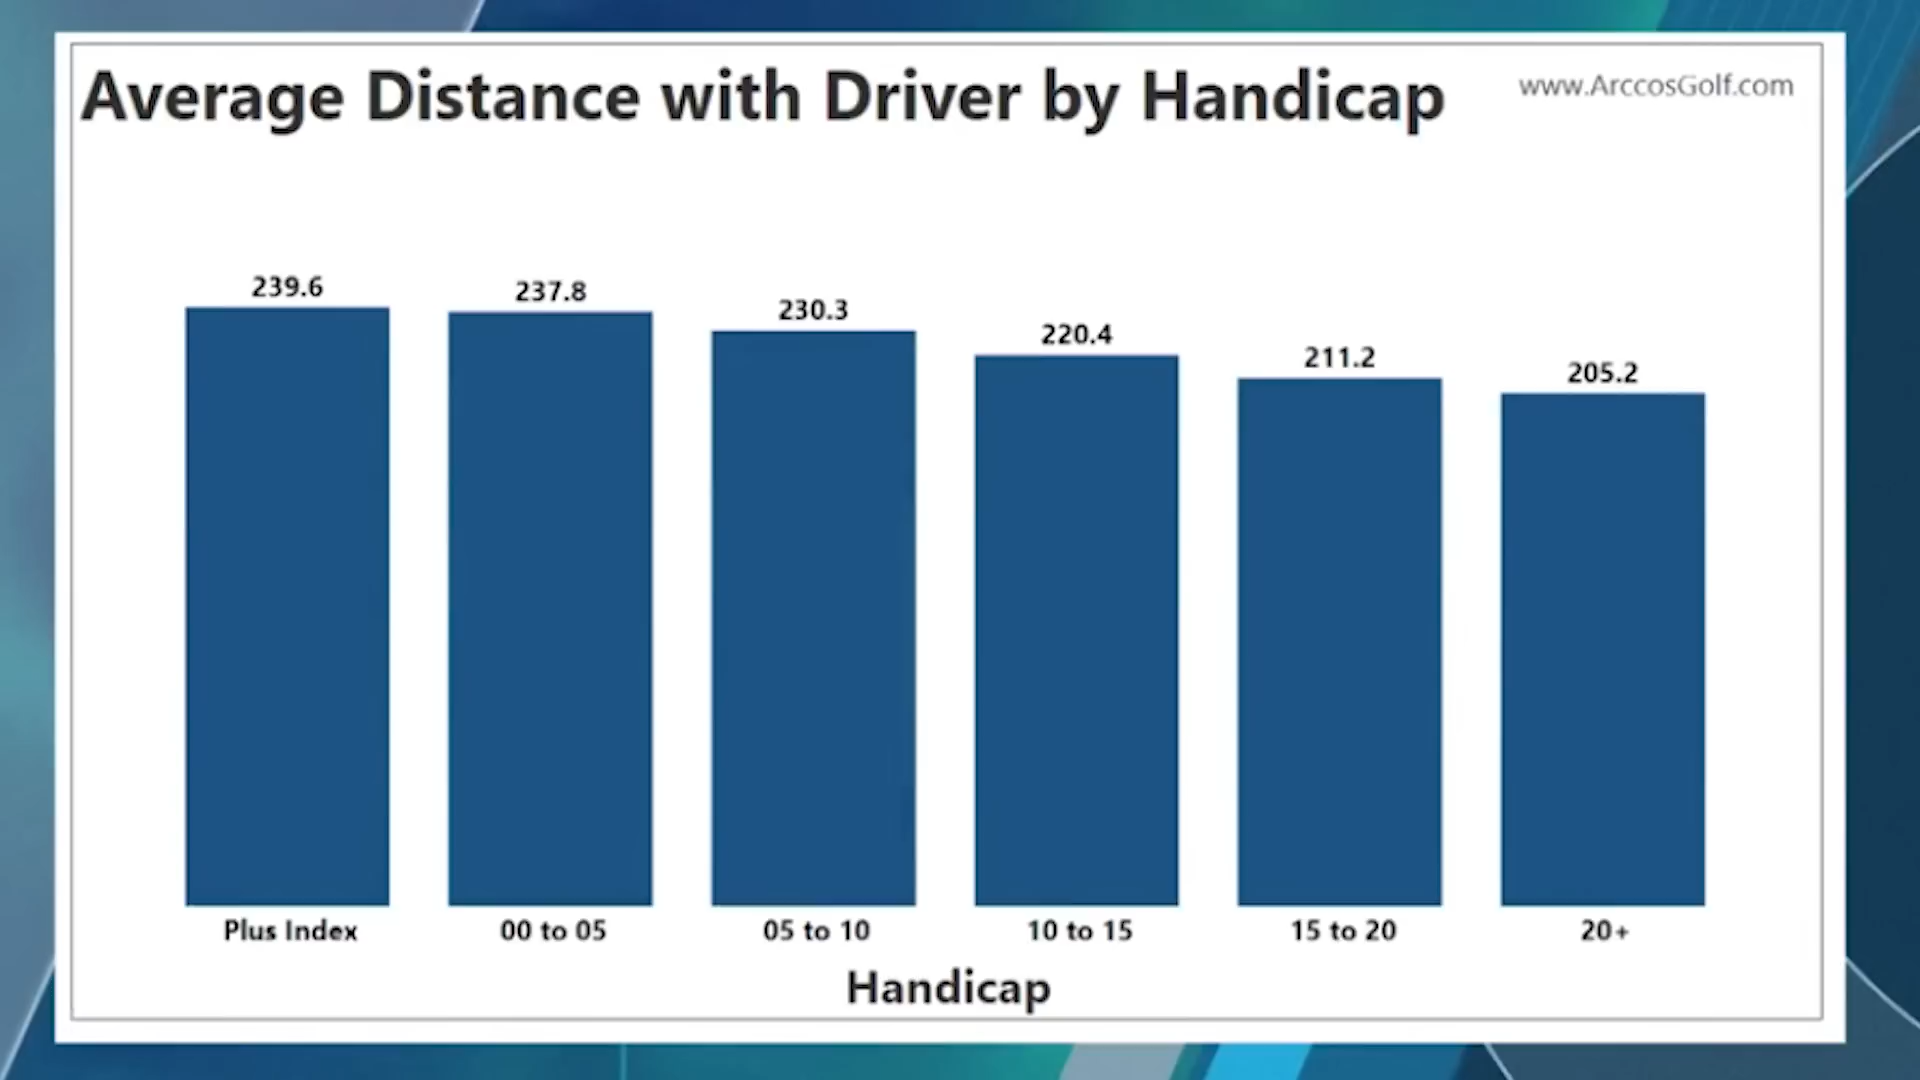 Average Distance with Driver by Handicap
www.ArccosGolf.com
239.6
237.8
230.3
220.4
211.2
205.2
Plus Index
00 to 05
05 to 10
10 to 15
15 to 20
20+
Handicap